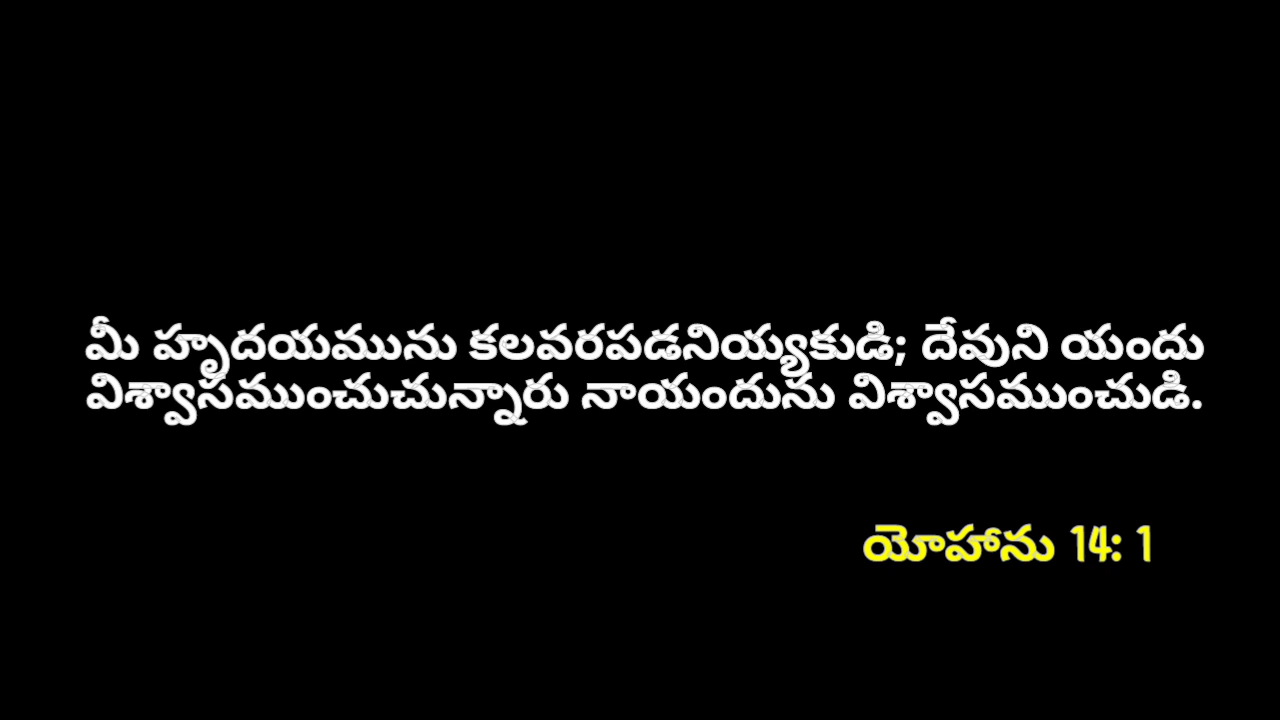 మీ హృదయమును కలవరపడనియ్యకుడి; దేవుని యందు
విశ్వాసముంచుచున్నారు నాయందును విశ్వాసముంచుడి.
యోహాను 14: 1